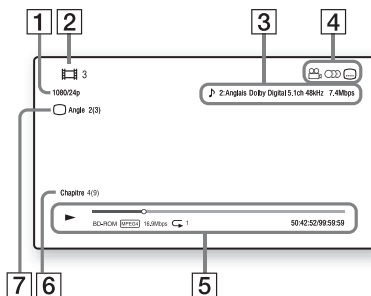 1 2 3 4
3
1080/24p
2:Anglais Dolby Digital 5.1ch 48kHz 7.4Mbps
Angle 2(3)
Chapitre 4(9)
BD-ROM MPEG4 16.9Mbps 1 50:42:52/99:59:59
7 6 5